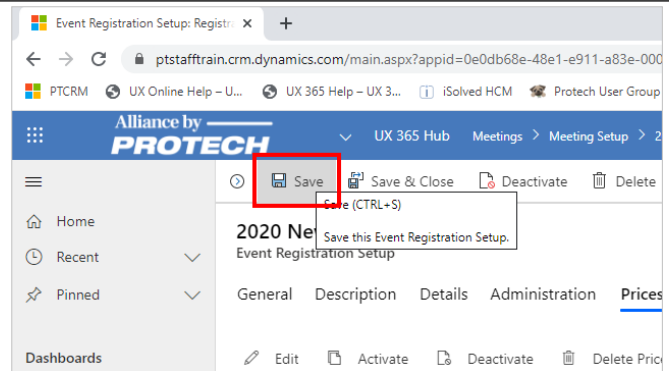 Event Registration Setup: Regist
ptstafftrain.crm.dynamics.com/main.aspx?appid=0e0db68e-48e1-e911-a83e-000
PTCRM UX Online Help – U... UX 365 Help – UX 3... iSolved HCM Protech User Group
Alliance by
PROTECH UX 365 Hub Meetings > Meeting Setup > 2
Save Save & Close Deactivate Delete
Save (CTRL+S)
Home
2020 Ne
Save this Event Registration Setup.
Recent
Event Registration Setup
Pinned
General Description Details Administration Prices
Dashboards
Edit Activate Deactivate Delete Pric